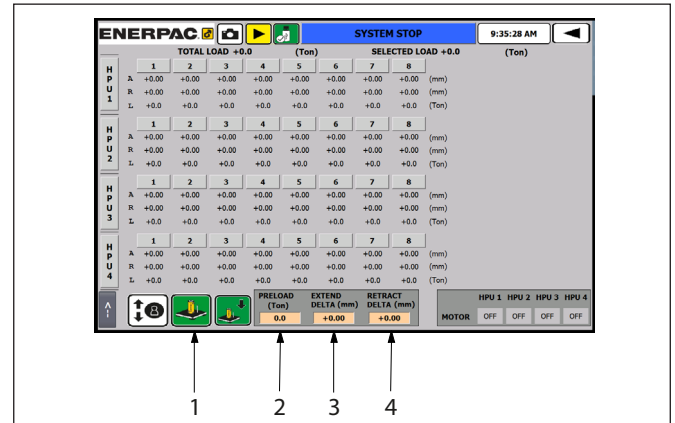 ENERPAC SYSTEM STOP 9:35:28 AM
TOTAL LOAD +0.0 (Ton) SELECTED LOAD +0.0 (Ton)
HPU1
1 2 3 4 5 6 7 8
A +0.00 +0.00 +0.00 +0.00 +0.00 +0.00 +0.00 +0.00 (mm)
R +0.00 +0.00 +0.00 +0.00 +0.00 +0.00 +0.00 +0.00 (mm)
L +0.0 +0.0 +0.0 +0.0 +0.0 +0.0 +0.0 +0.0 (Ton)
HPU2
1 2 3 4 5 6 7 8
A +0.00 +0.00 +0.00 +0.00 +0.00 +0.00 +0.00 +0.00 (mm)
R +0.00 +0.00 +0.00 +0.00 +0.00 +0.00 +0.00 +0.00 (mm)
L +0.0 +0.0 +0.0 +0.0 +0.0 +0.0 +0.0 +0.0 (Ton)
HPU3
1 2 3 4 5 6 7 8
A +0.00 +0.00 +0.00 +0.00 +0.00 +0.00 +0.00 +0.00 (mm)
R +0.00 +0.00 +0.00 +0.00 +0.00 +0.00 +0.00 +0.00 (mm)
L +0.0 +0.0 +0.0 +0.0 +0.0 +0.0 +0.0 +0.0 (Ton)
HPU4
1 2 3 4 5 6 7 8
A +0.00 +0.00 +0.00 +0.00 +0.00 +0.00 +0.00 +0.00 (mm)
R +0.00 +0.00 +0.00 +0.00 +0.00 +0.00 +0.00 +0.00 (mm)
L +0.0 +0.0 +0.0 +0.0 +0.0 +0.0 +0.0 +0.0 (Ton)
PRELOAD EXTEND RETRACT HPU 1 HPU 2 HPU 3 HPU 4
(Ton) DELTA (mm) DELTA (mm)
0.0 +0.00 +0.00 MOTOR OFF OFF OFF OFF
1 2 3 4